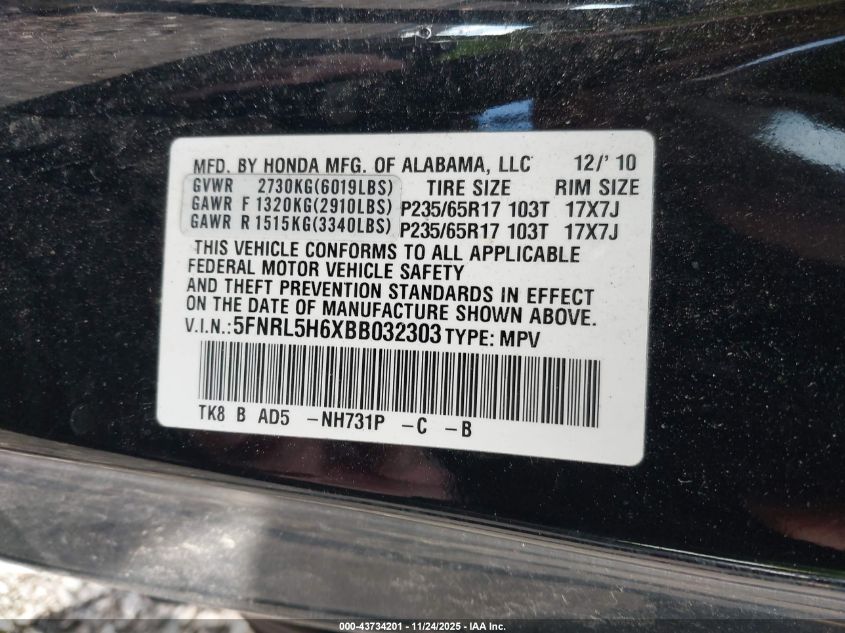 MFD. BY HONDA MFG. OF ALABAMA, LLC 12/'10
GVWR 2730KG(6019LBS) TIRE SIZE RIM SIZE
GAWR F 1320KG(2910LBS) P235/65R17 103T 17X7J
GAWR R 1515KG(3340LBS) P235/65R17 103T 17X7J
THIS VEHICLE CONFORMS TO ALL APPLICABLE
FEDERAL MOTOR VEHICLE SAFETY
AND THEFT PREVENTION STANDARDS IN EFFECT
ON THE DATE OF MANUFACTURE SHOWN ABOVE.
V.I.N.:5FNRL5H6XBB032303 TYPE: MPV
TK8 B AD5 -NH731P -C -B
000-43734201 - 11/24/2025 - IAA Inc.